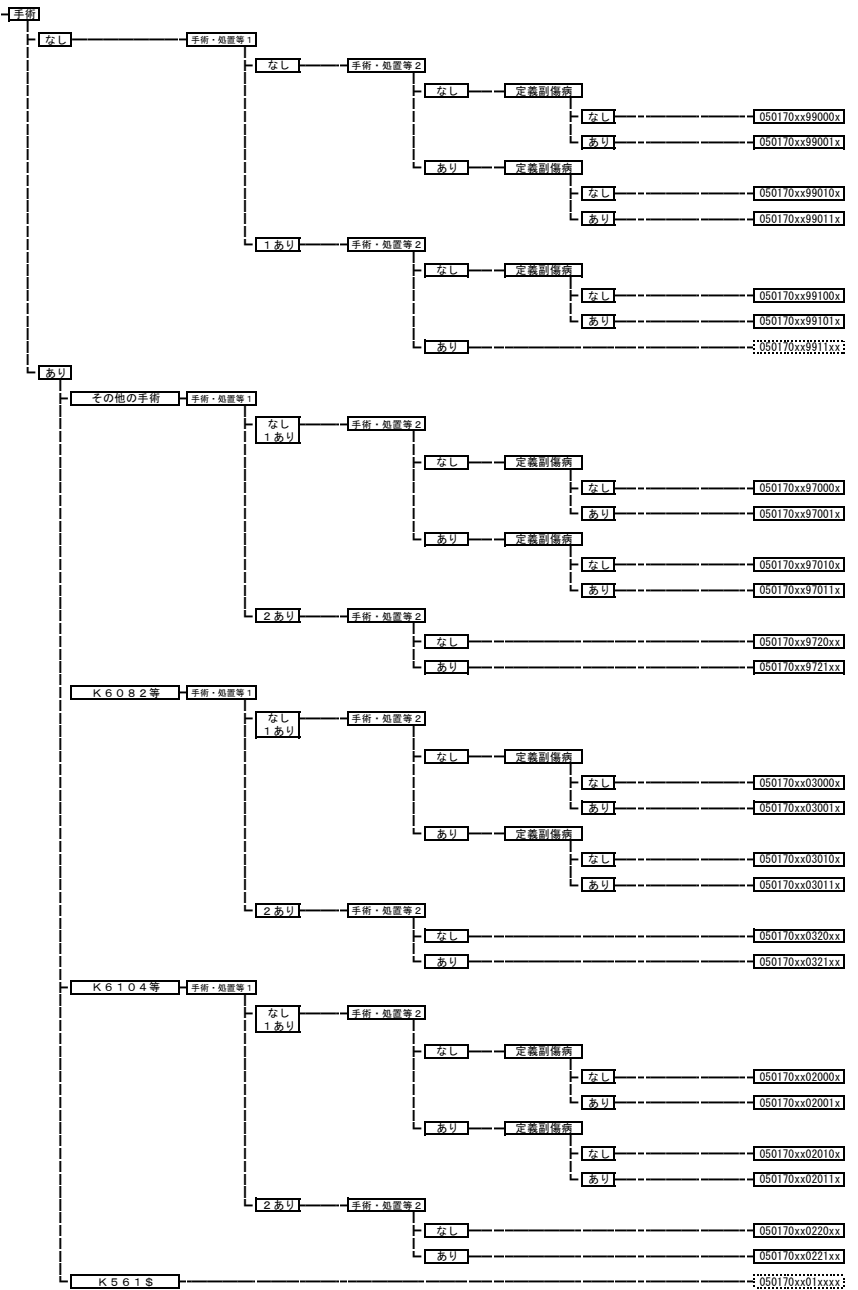 手術
なし 手術・処置等1
なし 手術・処置等2
なし 定義副傷病
なし 050170xx99000x
あり 050170xx99001x
あり 定義副傷病
なし 050170xx99010x
あり 050170xx99011x
1あり 手術・処置等2
なし 定義副傷病
なし 050170xx99100x
あり 050170xx99101x
あり 050170xx9911xx
あり
その他の手術 手術・処置等1
なし 手術・処置等2
1あり
なし 定義副傷病
なし 050170xx97000x
あり 050170xx97001x
あり 定義副傷病
なし 050170xx97010x
あり 050170xx97011x
2あり 手術・処置等2
なし 050170xx9720xx
あり 050170xx9721xx
K6082等 手術・処置等1
なし 手術・処置等2
1あり
なし 定義副傷病
なし 050170xx03000x
あり 050170xx03001x
あり 定義副傷病
なし 050170xx03010x
あり 050170xx03011x
2あり 手術・処置等2
なし 050170xx0320xx
あり 050170xx0321xx
K6104等 手術・処置等1
なし 手術・処置等2
1あり
なし 定義副傷病
なし 050170xx02000x
あり 050170xx02001x
あり 定義副傷病
なし 050170xx02010x
あり 050170xx02011x
2あり 手術・処置等2
なし 050170xx0220xx
あり 050170xx0221xx
K561$ 050170xx01xxxx